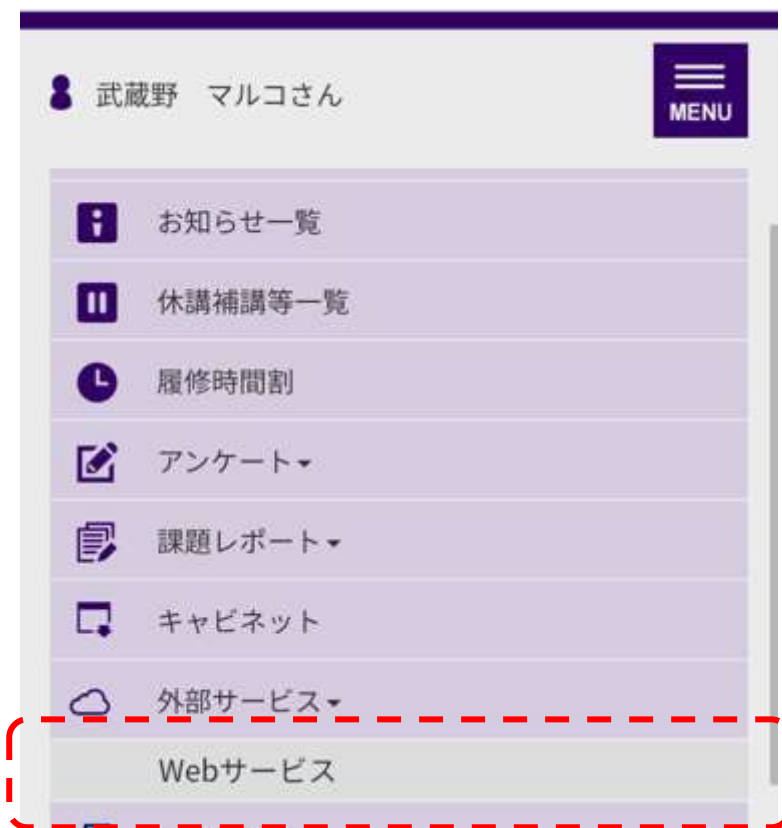 武蔵野　マルコさん
MENU
お知らせ一覧
休講補講等一覧
履修時間割
アンケート
課題レポート
キャビネット
外部サービス
Webサービス